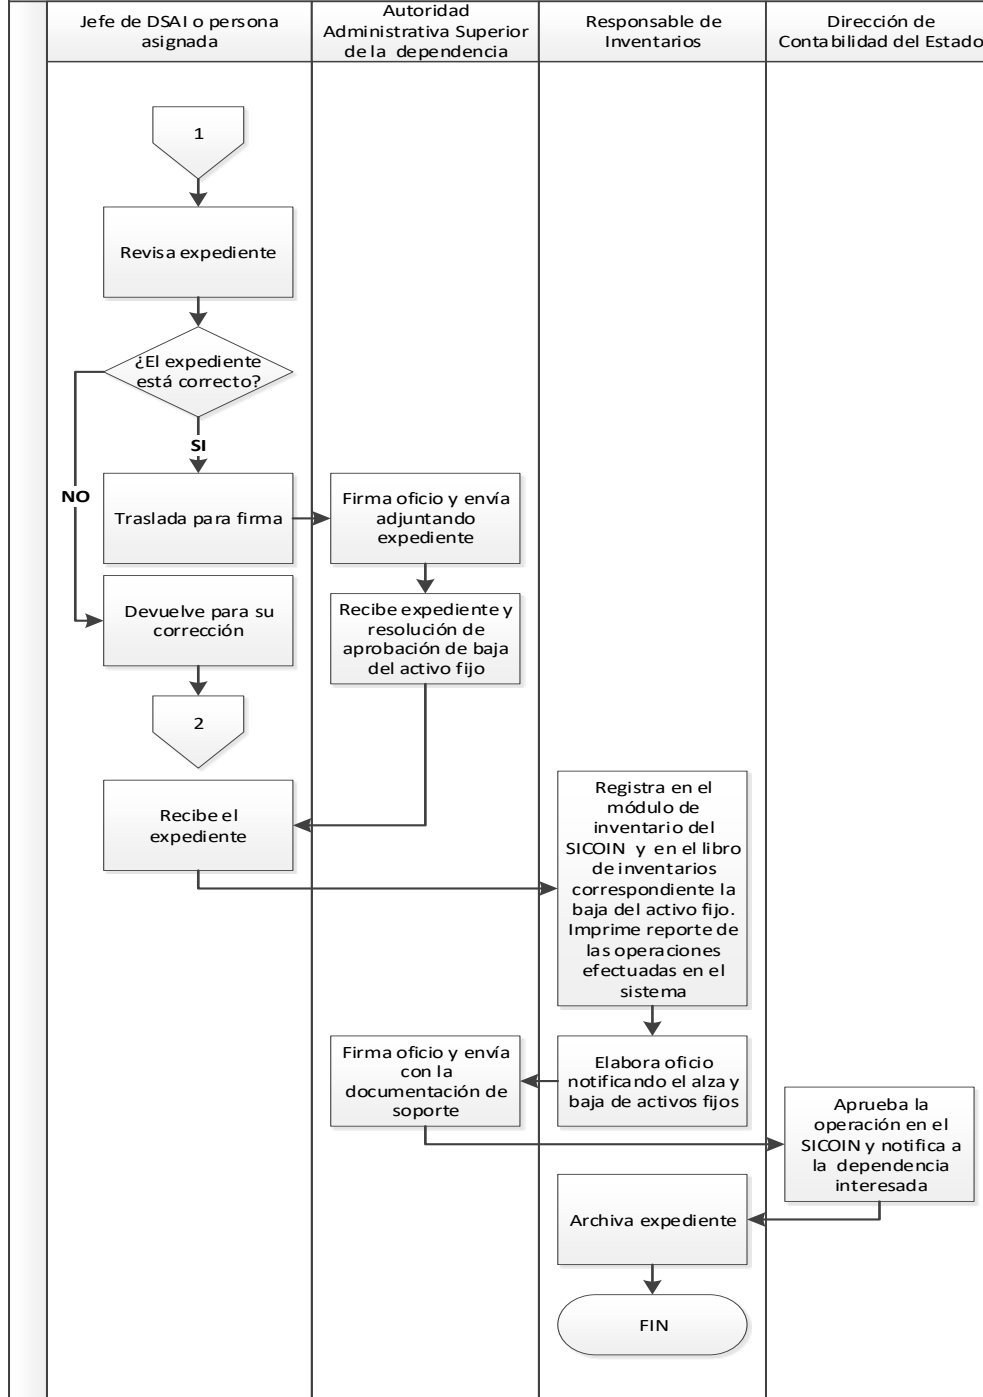 Jefe de DSAI o persona
asignada
Autoridad
Administrativa Superior
de la dependencia
Responsable de
Inventarios
Dirección de
Contabilidad del Estado
1
Revisa expediente
¿El expediente
está correcto?
SI
NO
Traslada para firma
Firma oficio y envía
adjuntando
expediente
Devuelve para su
corrección
Recibe expediente y
resolución de
aprobación de baja
del activo fijo
2
Recibe el
expediente
Registra en el
módulo de
inventario del
SICOIN y en el libro
de inventarios
correspondiente la
baja del activo fijo.
Imprime reporte de
las operaciones
efectuadas en el
sistema
Firma oficio y envía
con la
documentación de
soporte
Elabora oficio
notificando el alza y
baja de activos fijos
Aprueba la
operación en el
SICOIN y notifica a
la dependencia
interesada
Archiva expediente
FIN